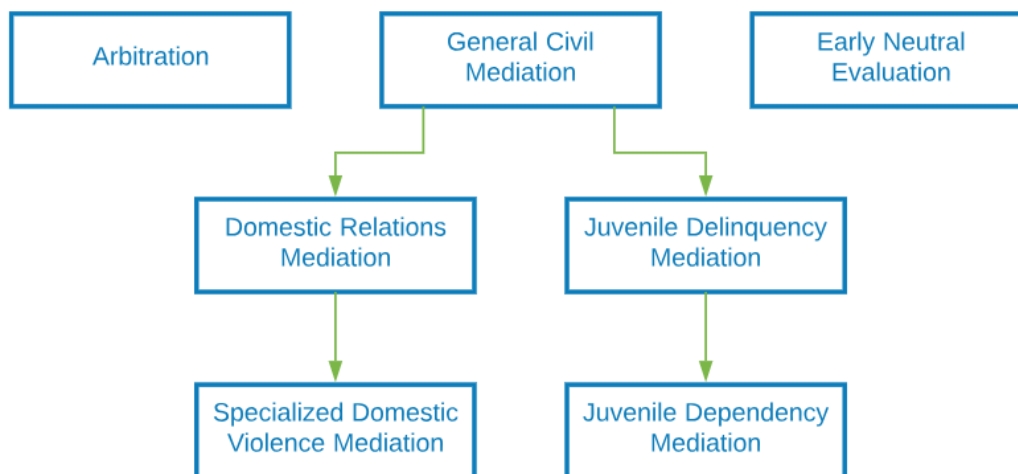 Arbitration
General Civil
Mediation
Early Neutral
Evaluation
Domestic Relations
Mediation
Juvenile Delinquency
Mediation
Specialized Domestic
Violence Mediation
Juvenile Dependency
Mediation